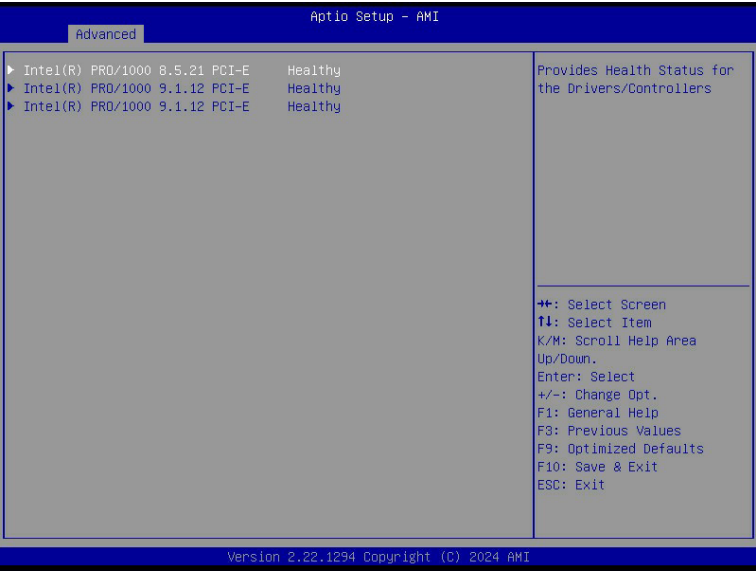 Aptio Setup – AMI
Advanced
Intel(R) PRO/1000 8.5.21 PCI-E Healthy
Intel(R) PRO/1000 9.1.12 PCI-E Healthy
Intel(R) PRO/1000 9.1.12 PCI-E Healthy
Provides Health Status for
the Drivers/Controllers
→←: Select Screen
↑↓: Select Item
K/M: Scroll Help Area
Up/Down.
Enter: Select
+/-: Change Opt.
F1: General Help
F3: Previous Values
F9: Optimized Defaults
F10: Save & Exit
ESC: Exit
Version 2.22.1294 Copyright (C) 2024 AMI